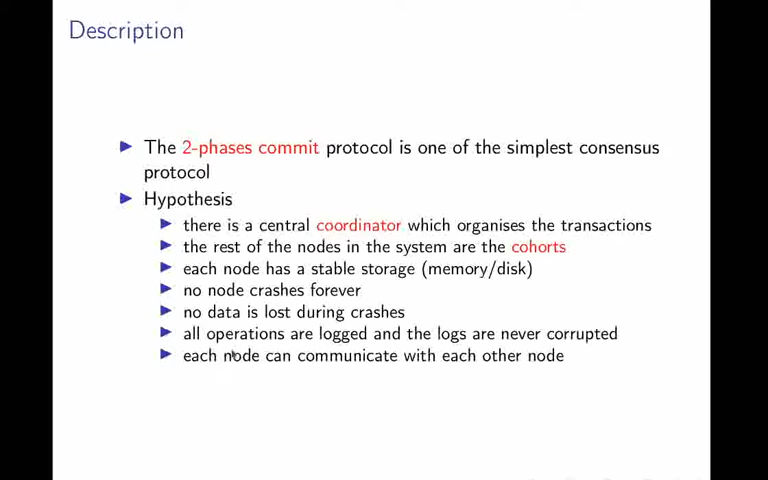 Description
The 2-phases commit protocol is one of the simplest consensus
protocol
Hypothesis
there is a central coordinator which organises the transactions
the rest of the nodes in the system are the cohorts
each node has a stable storage (memory/disk)
no node crashes forever
no data is lost during crashes
all operations are logged and the logs are never corrupted
each node can communicate with each other node